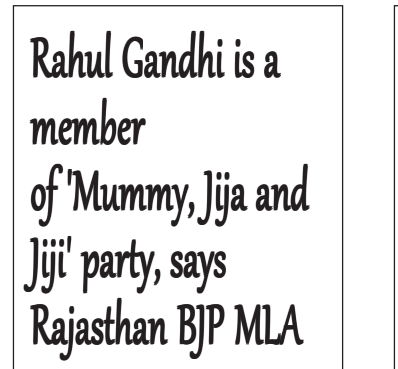 Rahul Gandhi is a
member
of 'Mummy, Jija and
Jiji' party, says
Rajasthan BJP MLA